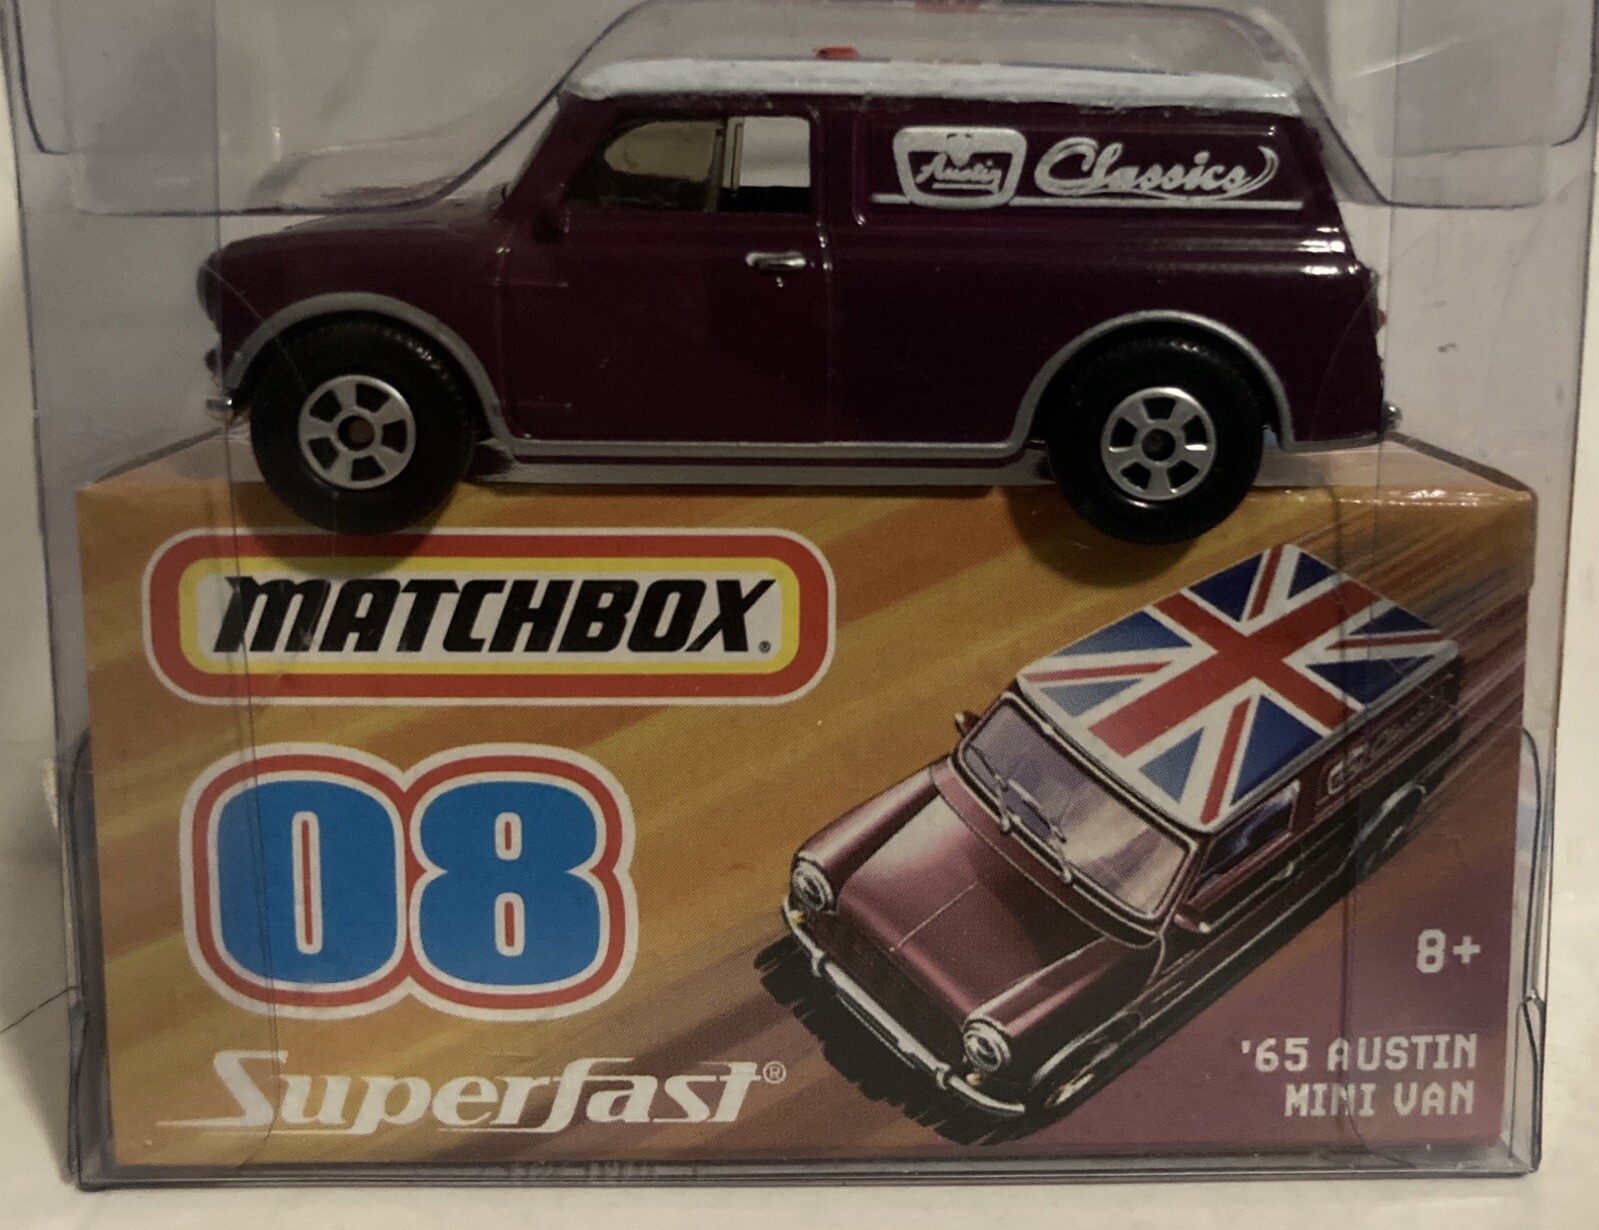 Austin Classics
MATCHBOX®
08
Superfast®
8+
'65 AUSTIN
MINI VAN